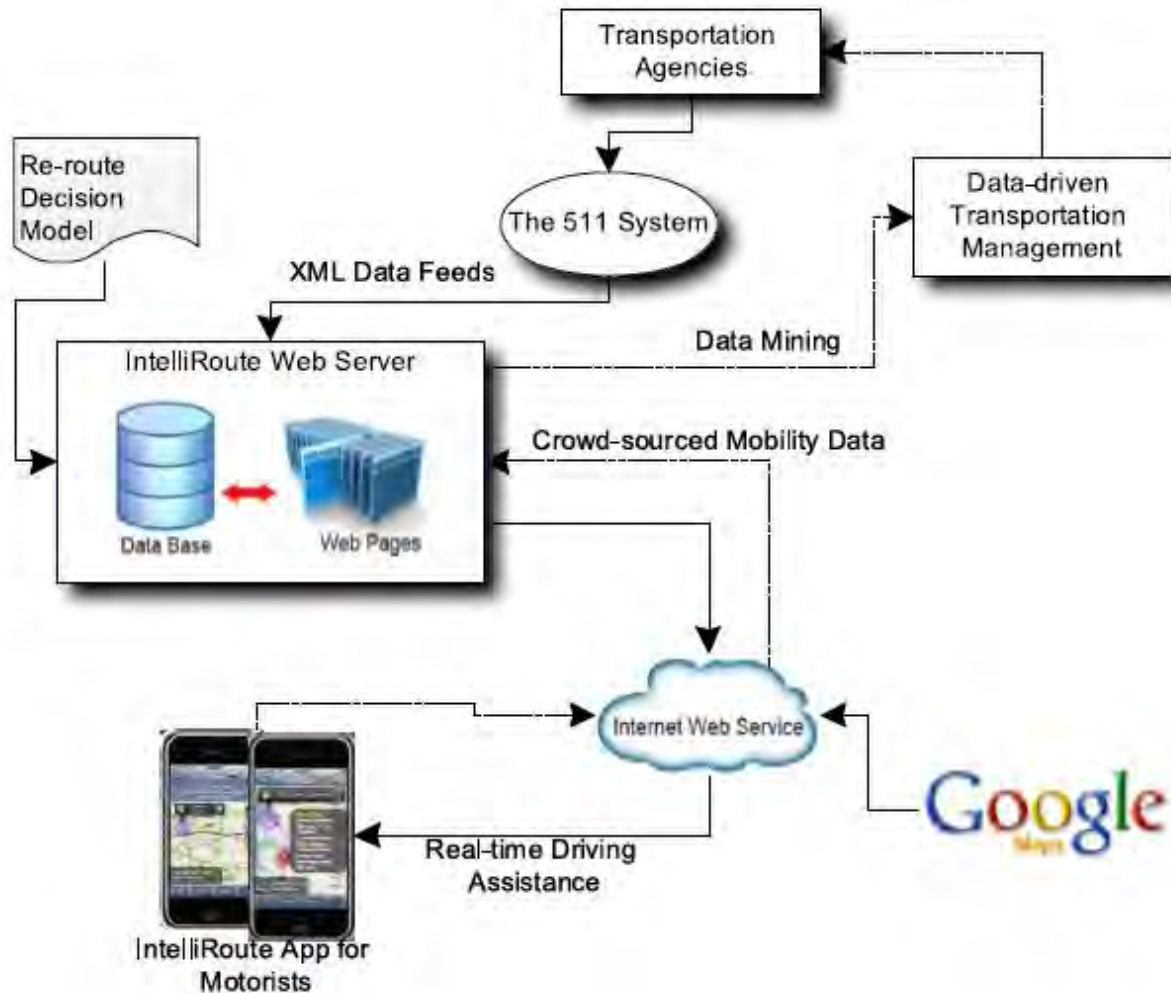 Transportation
Agencies
Re-route
Decision
Model
The 511 System
Data-driven
Transportation
Management
XML Data Feeds
IntelliRoute Web Server
Data Mining
Data Base
Web Pages
Crowd-sourced Mobility Data
Internet Web Service
Google
Maps
Real-time Driving
Assistance
IntelliRoute App for
Motorists